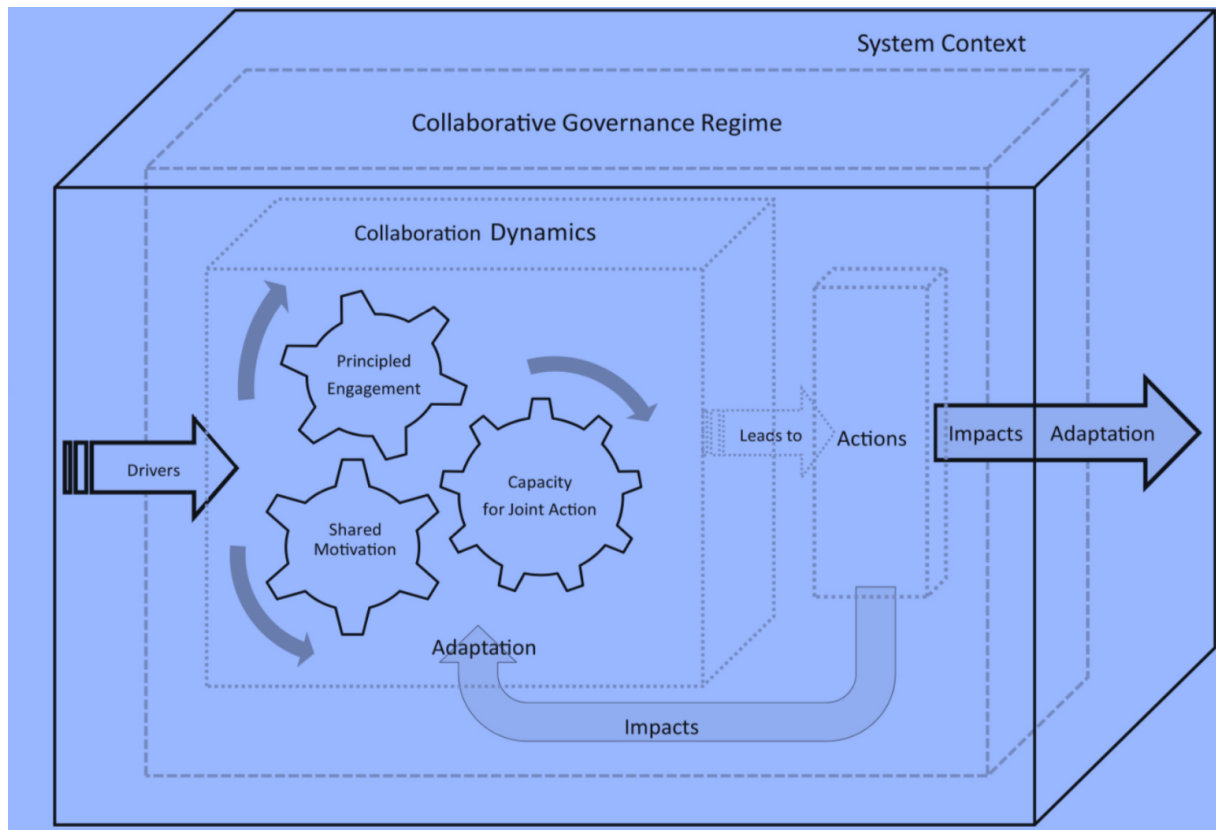 System Context
Collaborative Governance Regime
Collaboration Dynamics
Principled
Engagement
Drivers
Capacity
for Joint Action
Shared
Motivation
Leads to
Actions
Impacts
Adaptation
Adaptation
Impacts